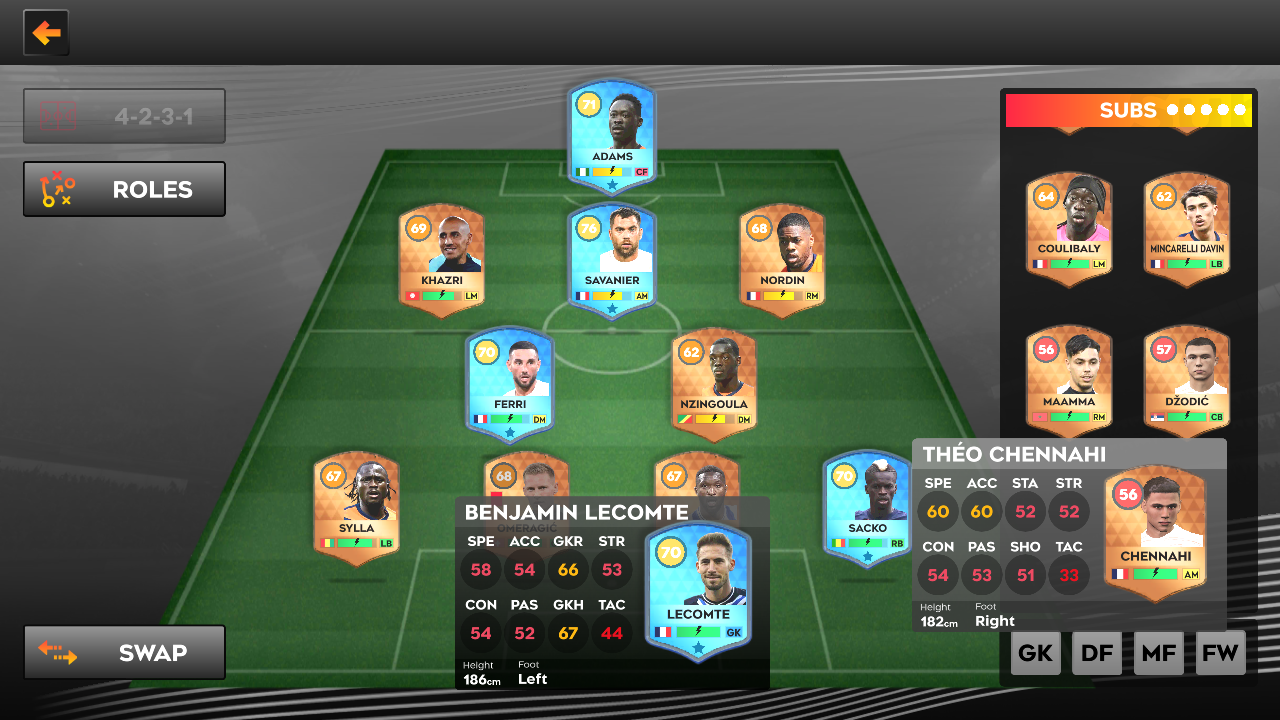 4-2-3-1
ROLES
71
ADAMS
CF
SUBS
69
KHAZRI
LM
76
SAVANIER
AM
68
NORDIN
RM
64
COULIBALY
LM
62
MINCARELLI DAVIN
LB
70
FERRI
DM
62
NZINGOULA
DM
56
MAAMMA
RM
57
DŽODIĆ
CB
67
SYLLA
LB
68
OMERAGIC
67
70
SACKO
RB
BENJAMIN LECOMTE
SPE ACC GKR STR
58 54 66 53
CON PAS GKH TAC
54 52 67 44
Height Foot
186cm Left
70
LECOMTE
GK
THÉO CHENNAHI
SPE ACC STA STR
60 60 52 52
CON PAS SHO TAC
54 53 51 33
Height Foot
182cm Right
56
CHENNAHI
AM
SWAP
GK DF MF FW